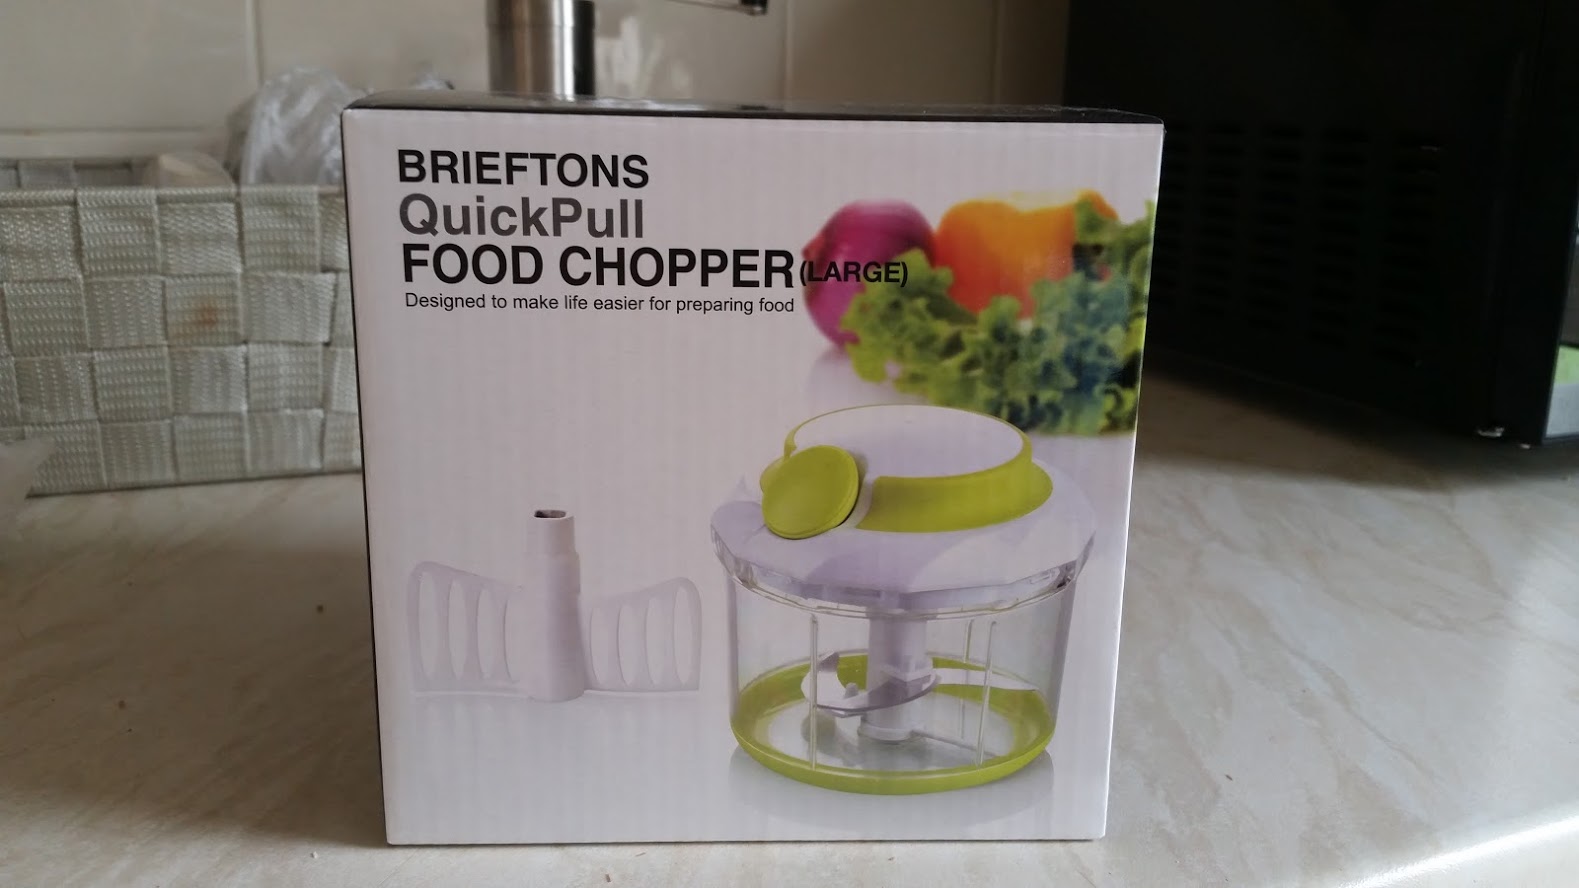 BRIEFTONS
QuickPull
FOOD CHOPPER (LARGE)
Designed to make life easier for preparing food